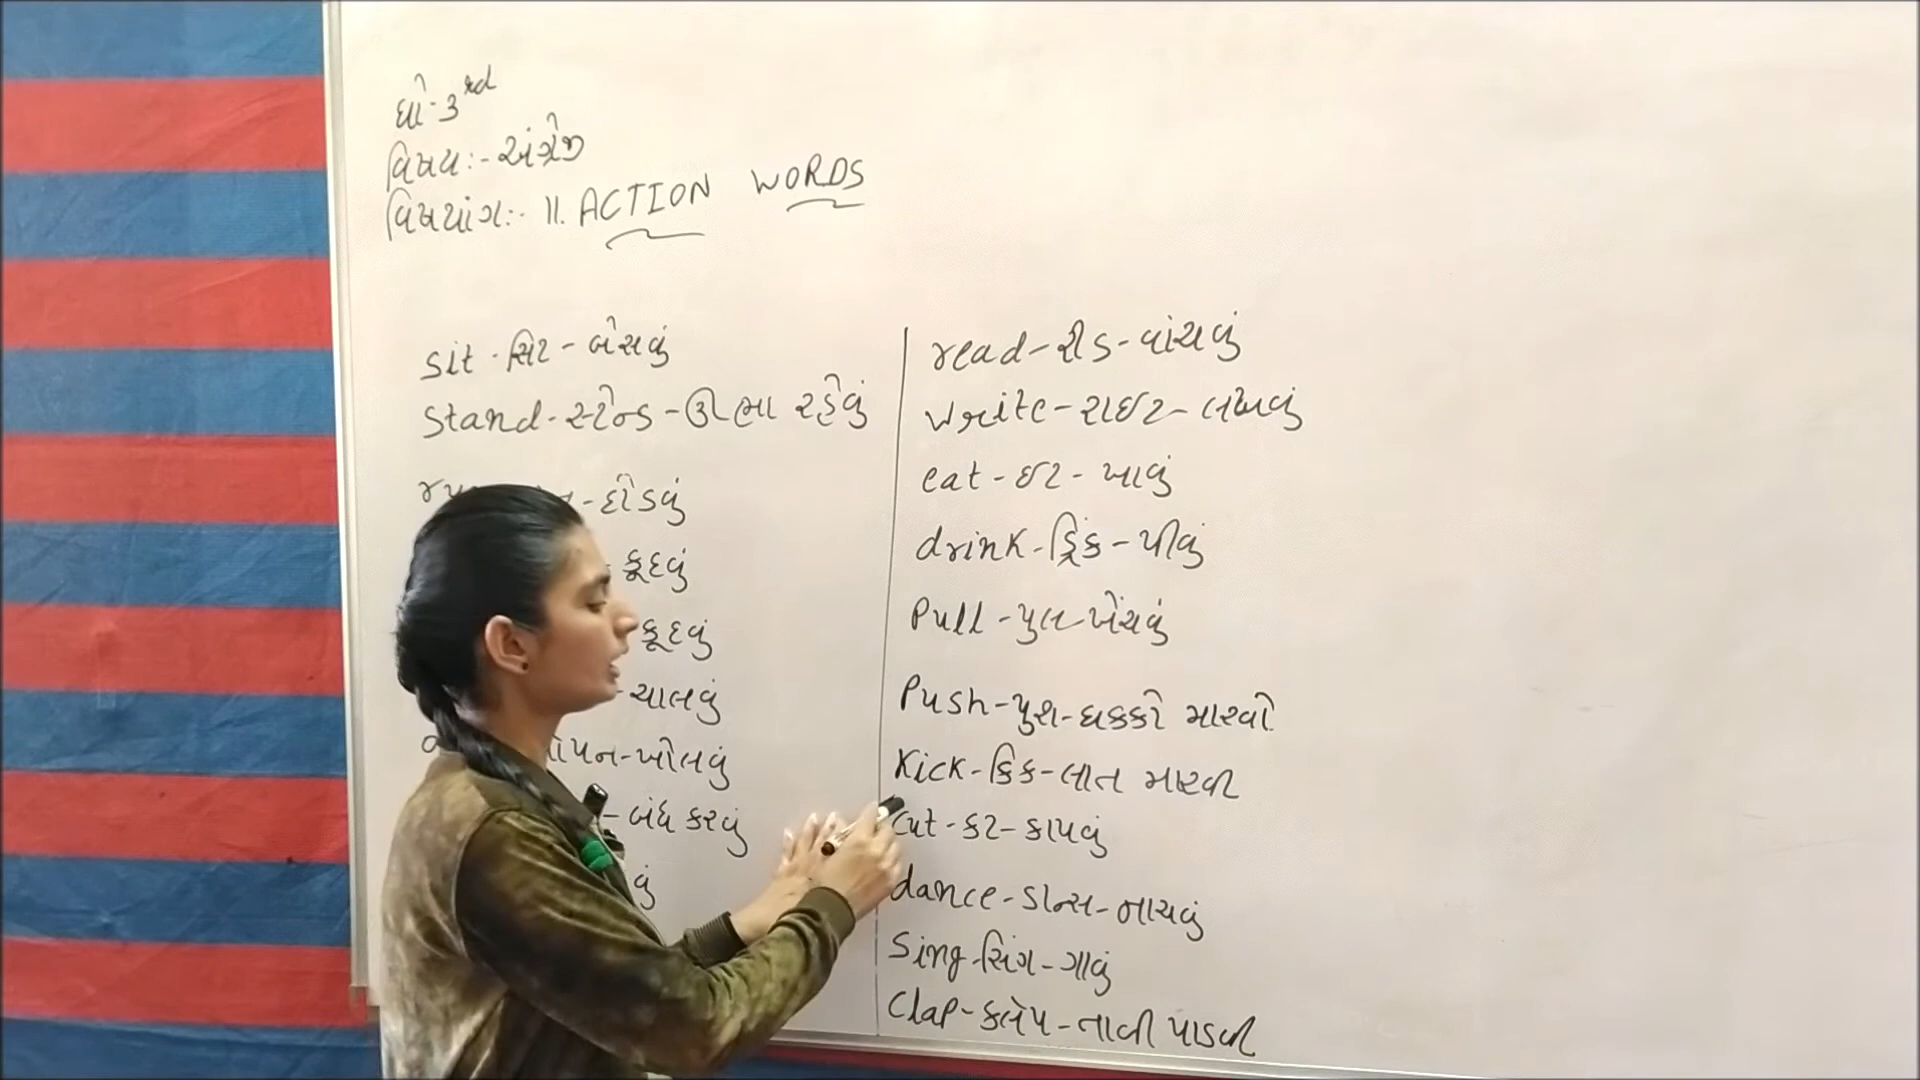 ધો-3rd
વિષય:- અંગ્રેજી
વિષયાંગ:- 11. ACTION WORDS
sit - સિટ - બેસવું
Stand - સ્ટેન્ડ - ઊભા રહેવું
- દોડવું
- કૂદવું
કૂદવું
- ચાલવું
ઓપન - ખોલવું
- બંધ કરવું
read - રીડ - વાંચવું
write - રાઈટ - લખવું
eat - ઈટ - ખાવું
drink - ડ્રિંક - પીવું
Pull - પુલ - ખેંચવું
Push - પુશ - ધક્કો મારવો
Kick - કિક - લાત મારવી
Cut - કટ - કાપવું
dance - ડાન્સ - નાચવું
Sing - સિંગ - ગાવું
Clap - ક્લેપ - તાળી પાડવી